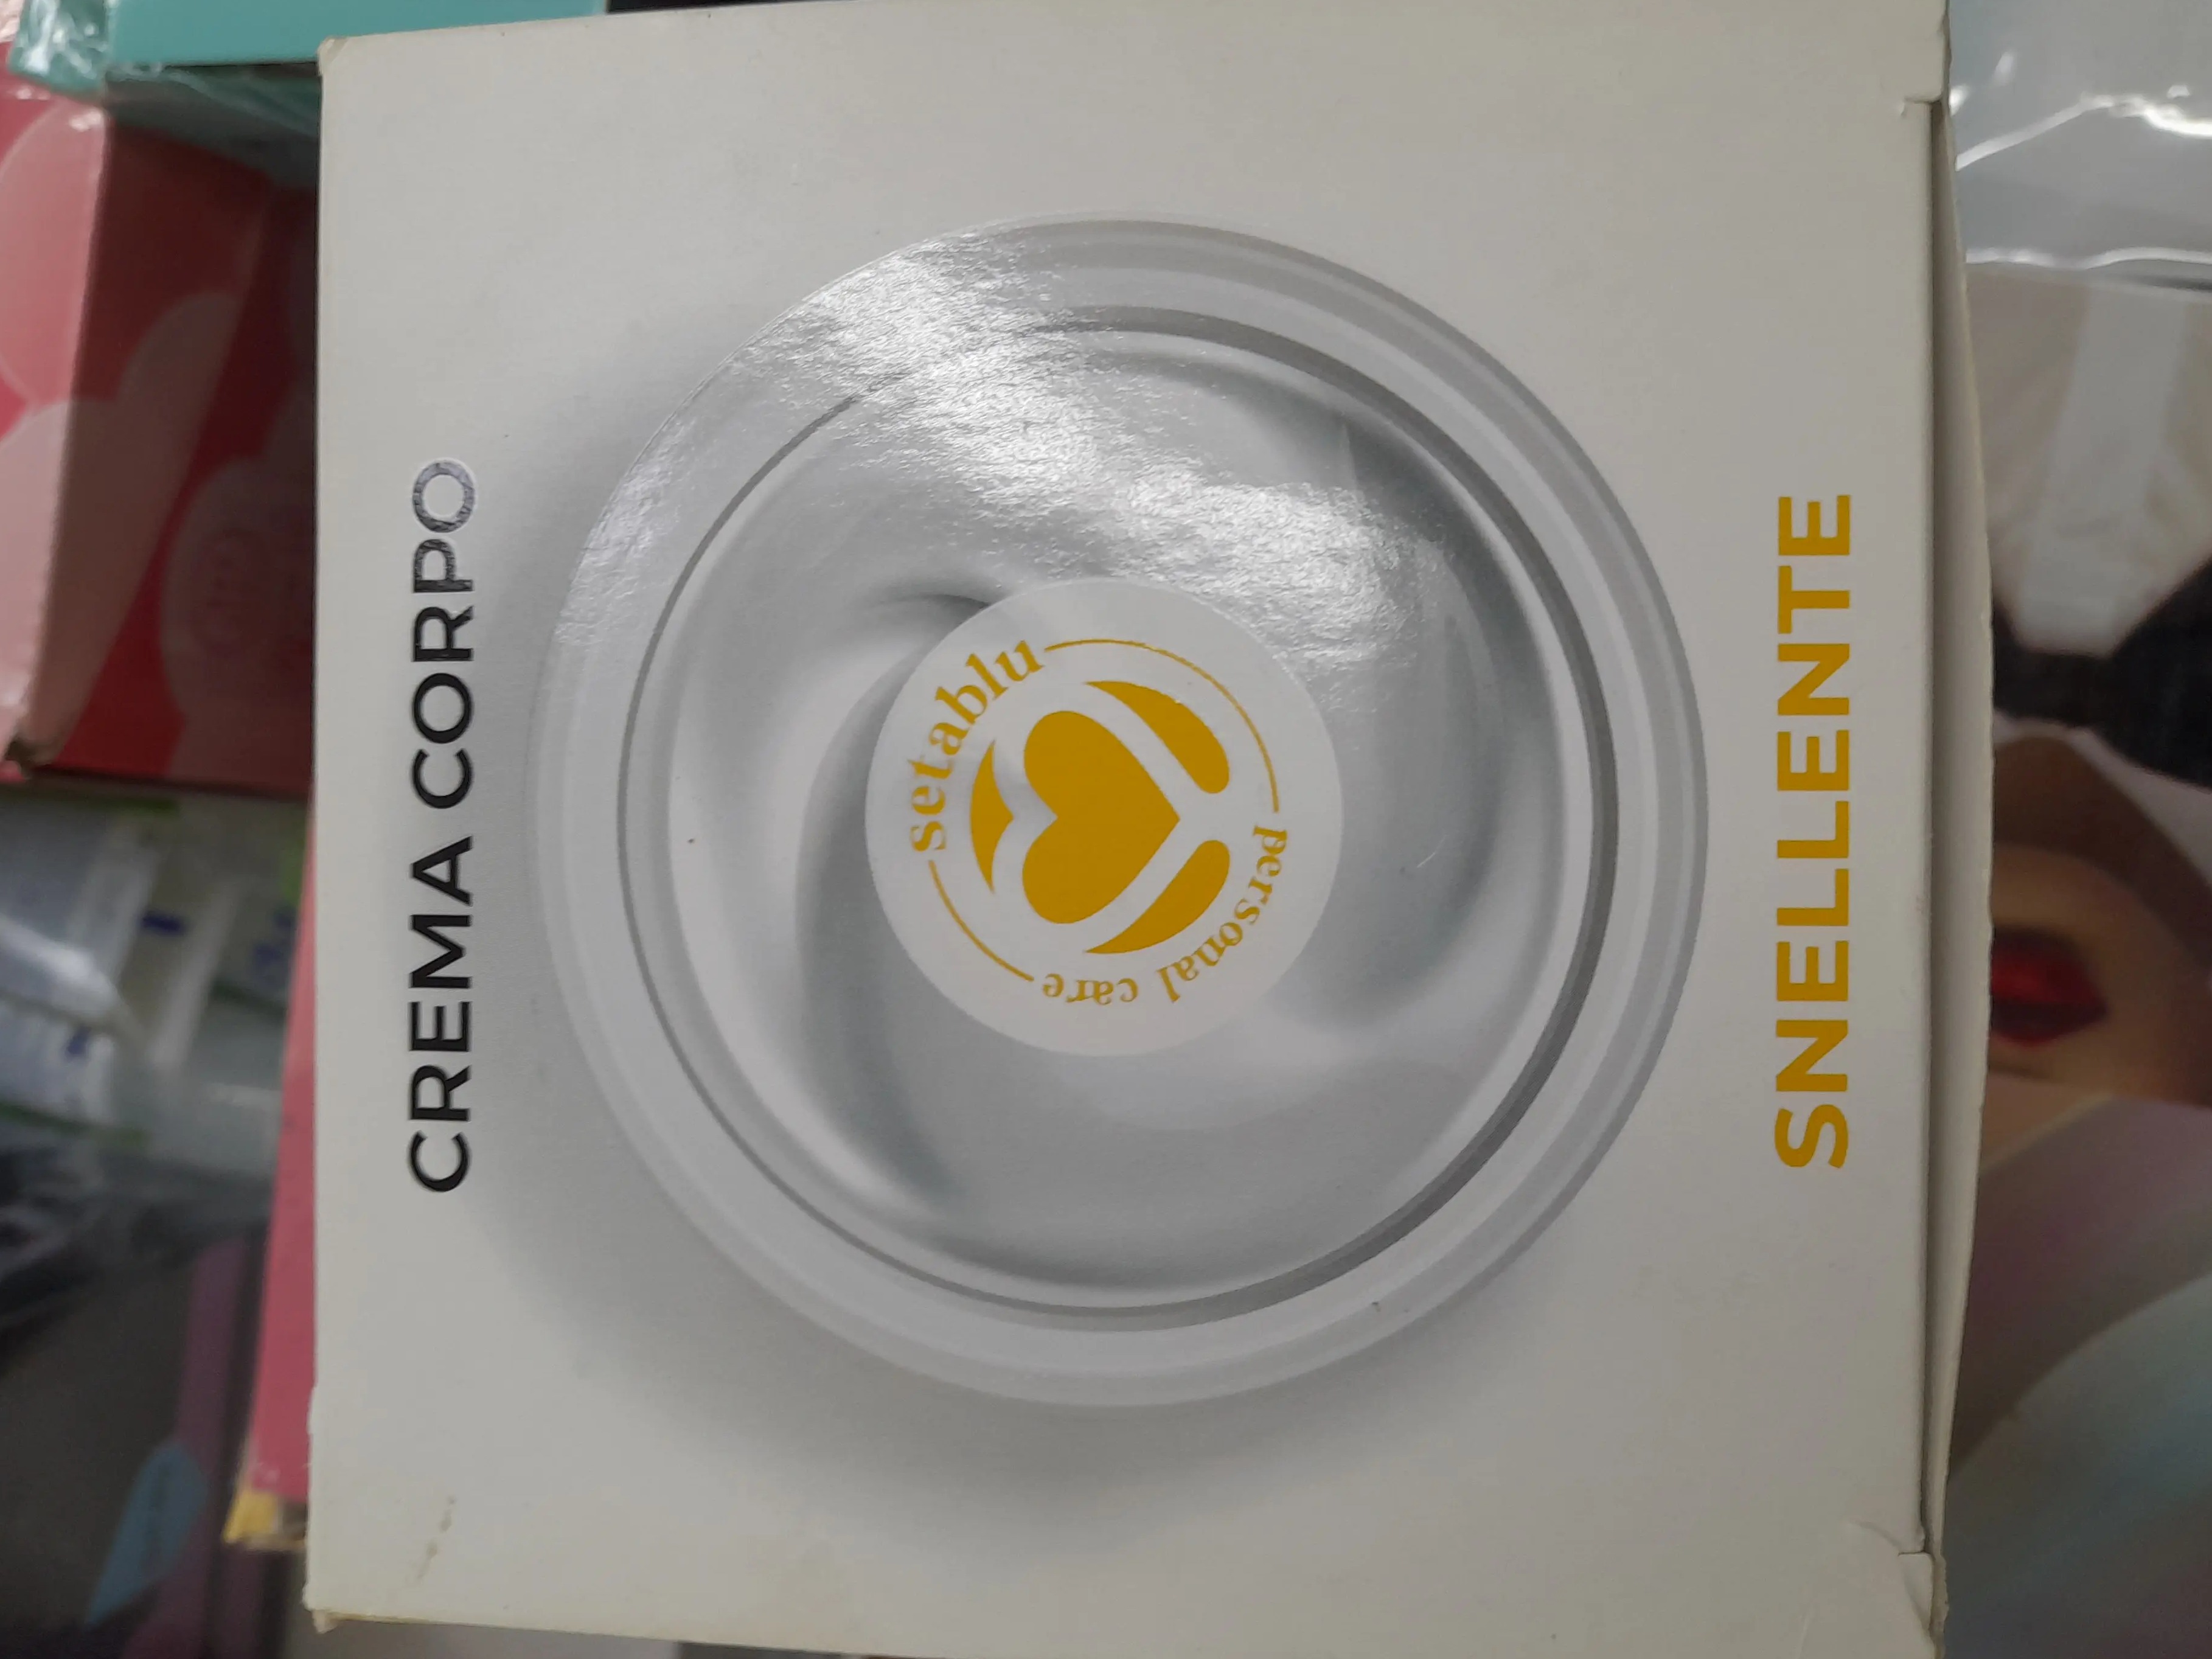 CREMA CORPO
setablu
personal care
SNELLENTE